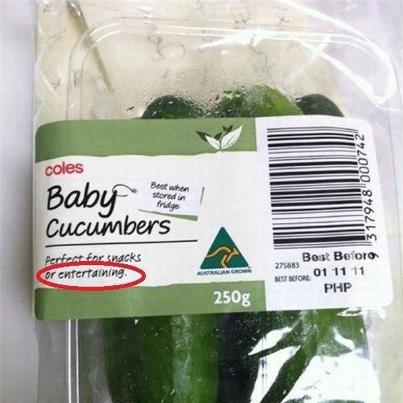 coles
Baby
Cucumbers
Best when
stored in
fridge
Perfect for snacks
or entertaining.
AUSTRALIAN GROWN
250g
9 317948 000742
275883 Best Before
BEST BEFORE: 01 11 11
PHP